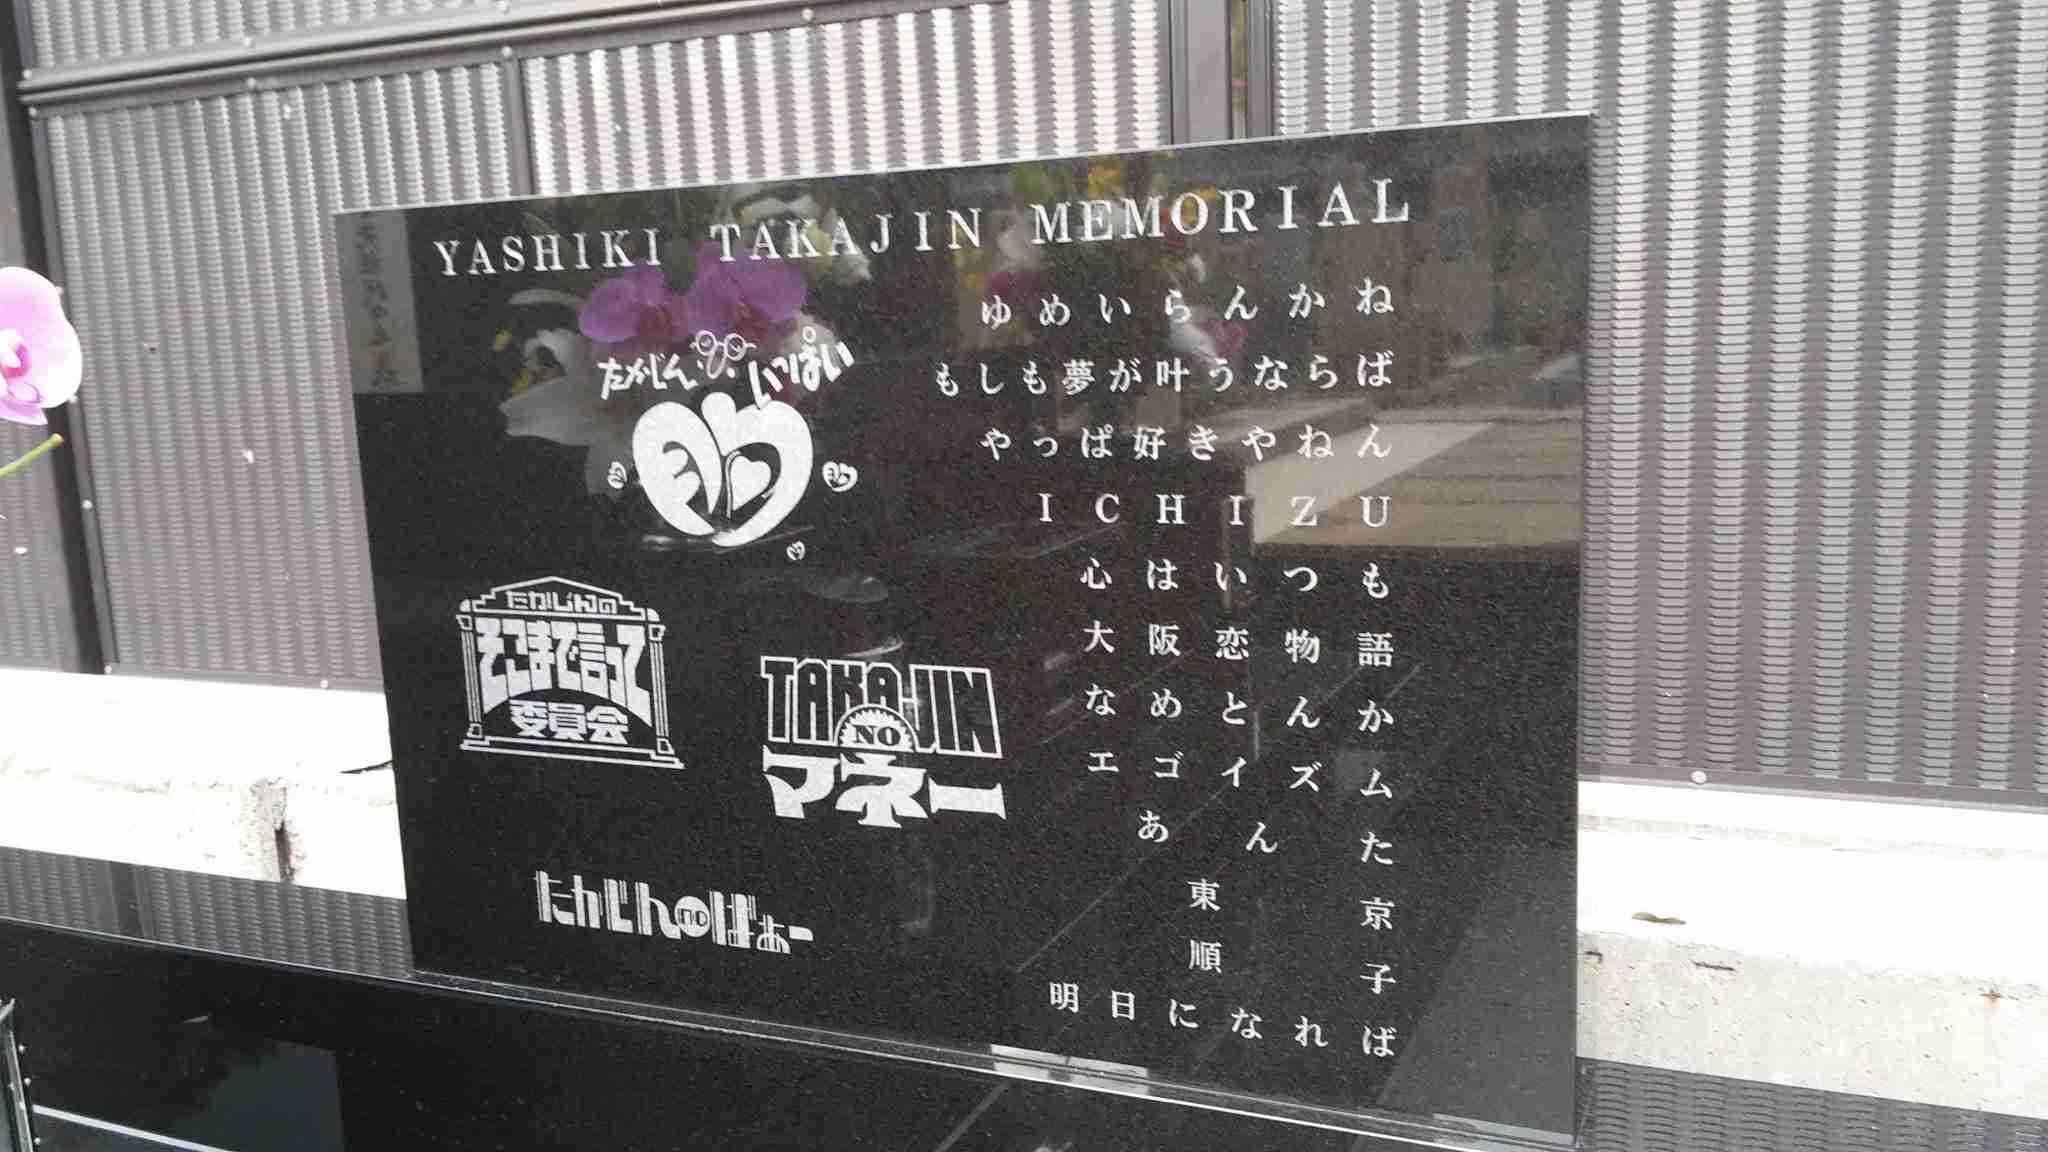 YASHIKI TAKAJIN MEMORIAL
ゆめいらんかね
もしも夢が叶うならば
やっぱ好きやねん
ICHIZU
心はいつも
大阪恋物語
なめとんか
エゴイズム
あんた
東京
順子
明日になれば
たかじん胸いっぱい
たかじんの
そこまで言って
委員会
TAKAJIN
NO
マネー
たかじんnoばぁー